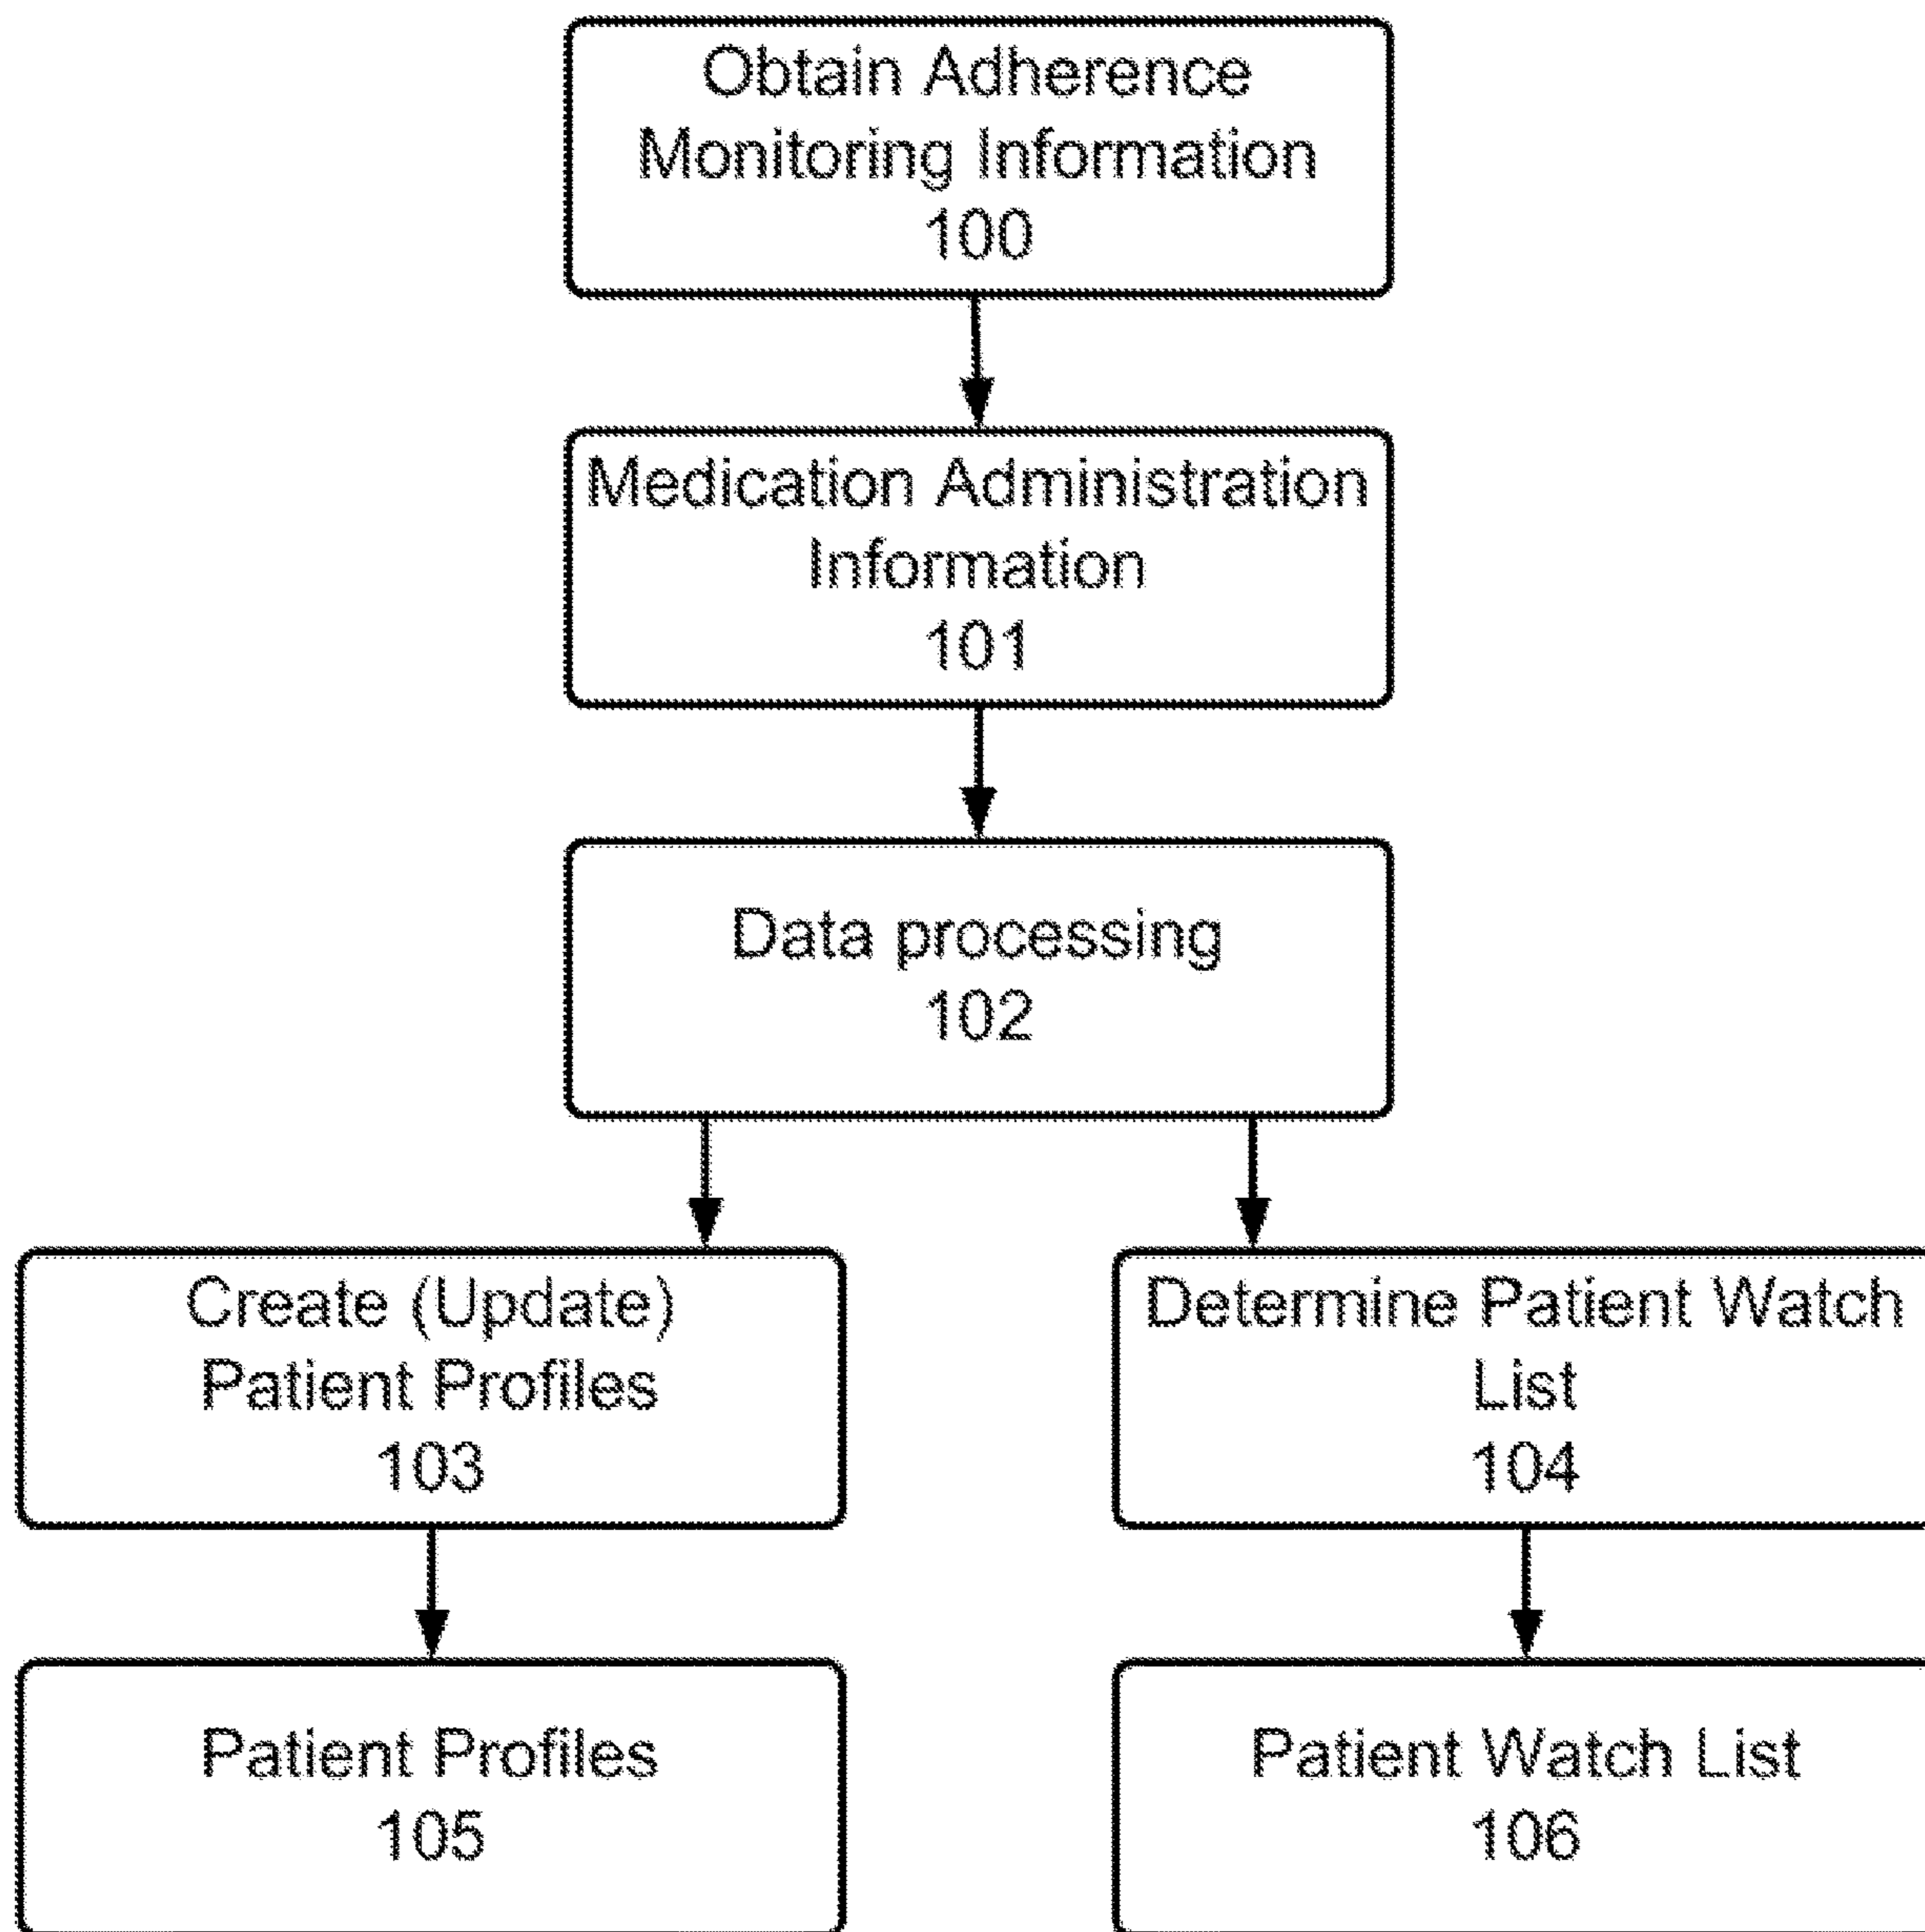 Obtain Adherence
Monitoring Information
100
Medication Administration
Information
101
Data processing
102
Create (Update)
Patient Profiles
103
Determine Patient Watch
List
104
Patient Profiles
105
Patient Watch List
106